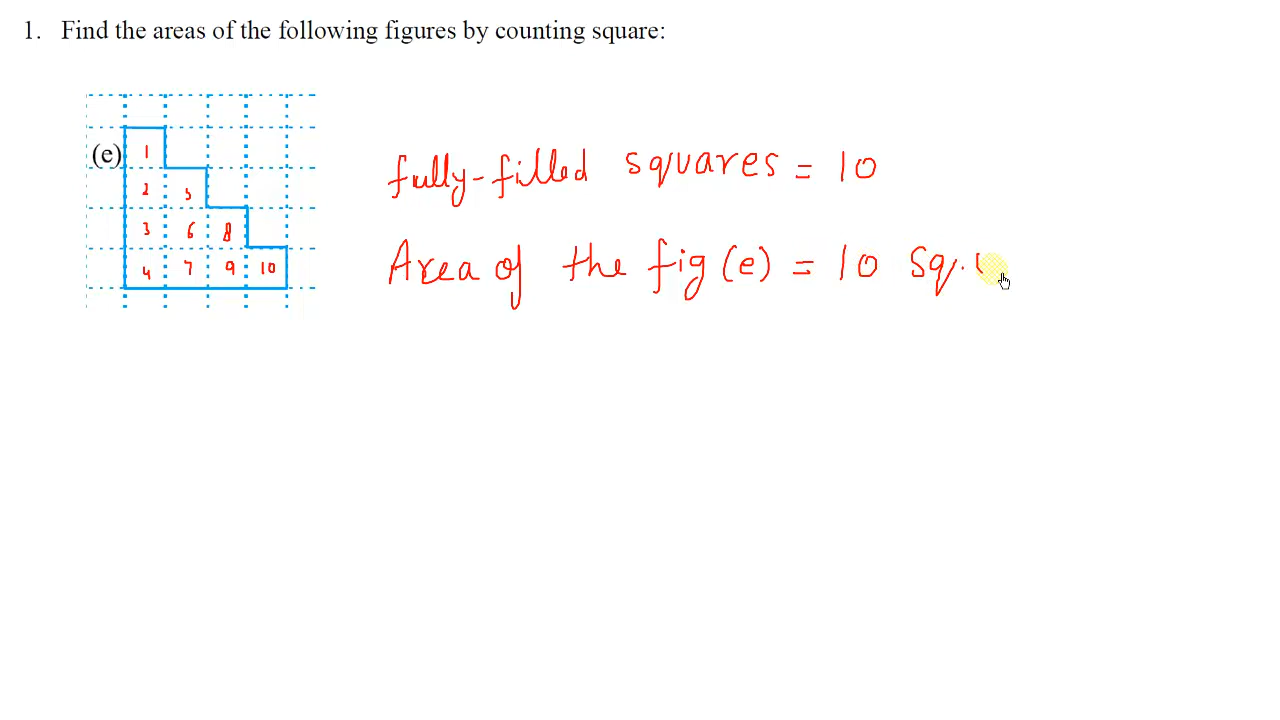 1. Find the areas of the following figures by counting square:
(e)
1
2 5
3 6 8
4 7 9 10
fully-filled squares = 10
Area of the fig (e) = 10 Sq.